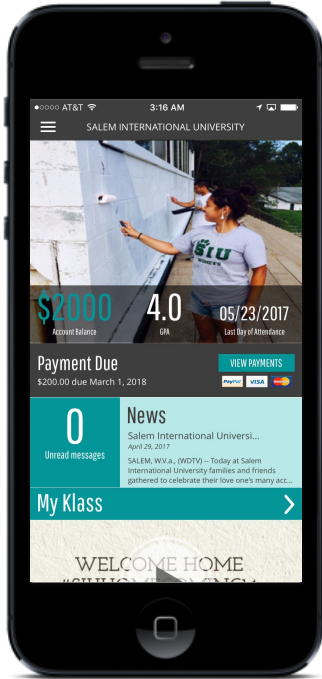 AT&T 3:16 AM
SALEM INTERNATIONAL UNIVERSITY
SIU
$2000 4.0 05/23/2017
Account Balance GPA Last Day of Attendance
Payment Due
$200.00 due March 1, 2018
VIEW PAYMENTS
PayPal VISA
0
Unread messages
News
Salem International Universi...
April 29, 2017
SALEM, W.V.a., (WDTV) -- Today at Salem
International University families and friends
gathered to celebrate their love one's many acc...
My Klass
WELCOME HOME